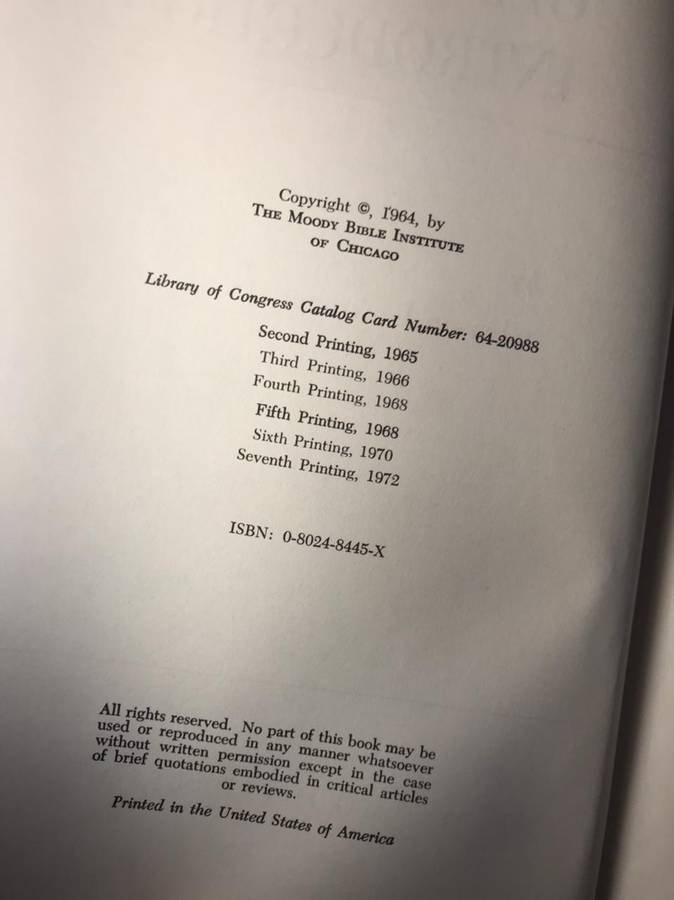 Copyright ©, 1964, by
THE MOODY BIBLE INSTITUTE
OF CHICAGO
Library of Congress Catalog Card Number: 64-20988
Second Printing, 1965
Third Printing, 1966
Fourth Printing, 1968
Fifth Printing, 1968
Sixth Printing, 1970
Seventh Printing, 1972
ISBN: 0-8024-8445-X
All rights reserved. No part of this book may be
used or reproduced in any manner whatsoever
without written permission except in the case
of brief quotations embodied in critical articles
or reviews.
Printed in the United States of America